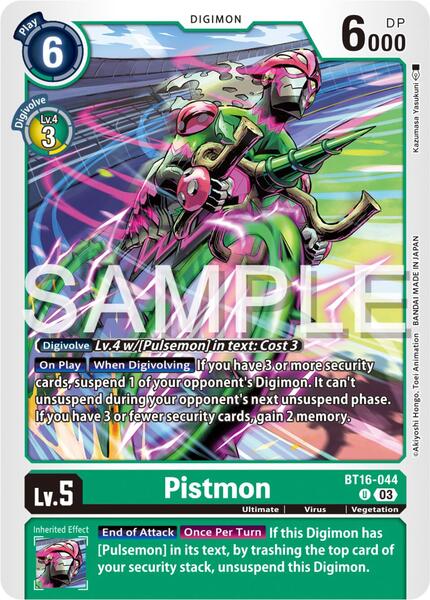 Play
6
DIGIMON
DP
6000
Digivolve
Lv.4
3
Kazumasa Yasukuni
SAMPLE
©Akiyoshi Hongo, Toei Animation BANDAI MADE IN JAPAN
Digivolve Lv.4 w/[Pulsemon] in text: Cost 3
On Play When Digivolving If you have 3 or more security
cards, suspend 1 of your opponent's Digimon. It can't
unsuspend during your opponent's next unsuspend phase.
If you have 3 or fewer security cards, gain 2 memory.
Lv.5
Pistmon
BT16-044
U 03
Ultimate Virus Vegetation
Inherited Effect
End of Attack Once Per Turn If this Digimon has
[Pulsemon] in its text, by trashing the top card of
your security stack, unsuspend this Digimon.